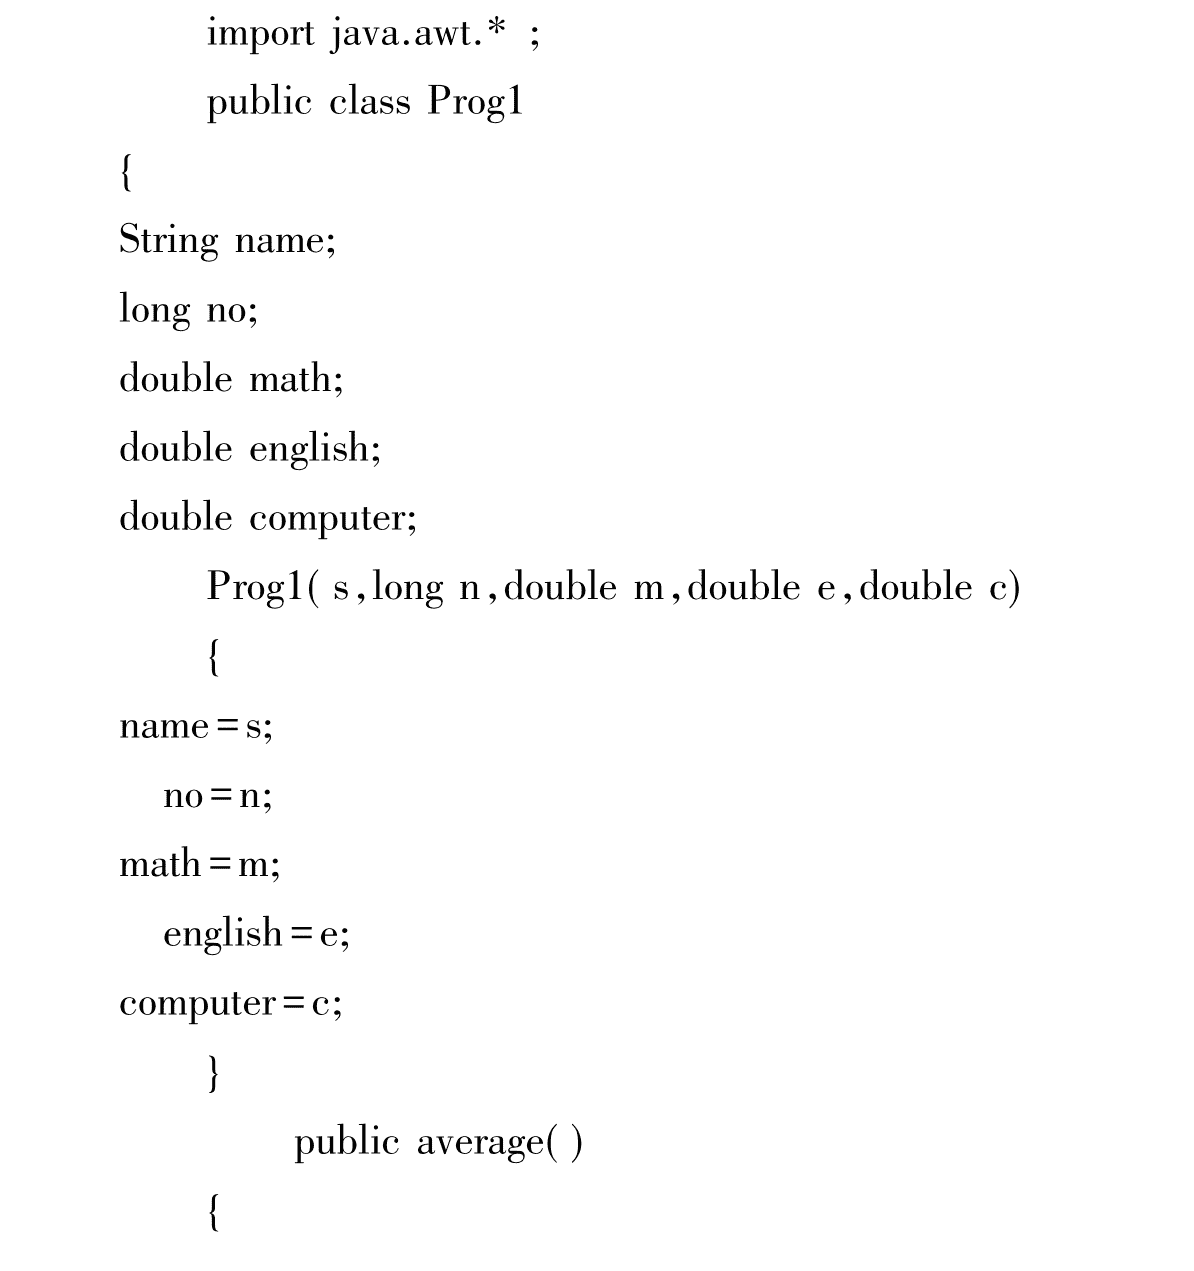 import java.awt.* ;
public class Prog1
{
String name;
long no;
double math;
double english;
double computer;
Prog1( s,long n,double m,double e,double c)
{
name=s;
no=n;
math=m;
english=e;
computer=c;
}
public average( )
{